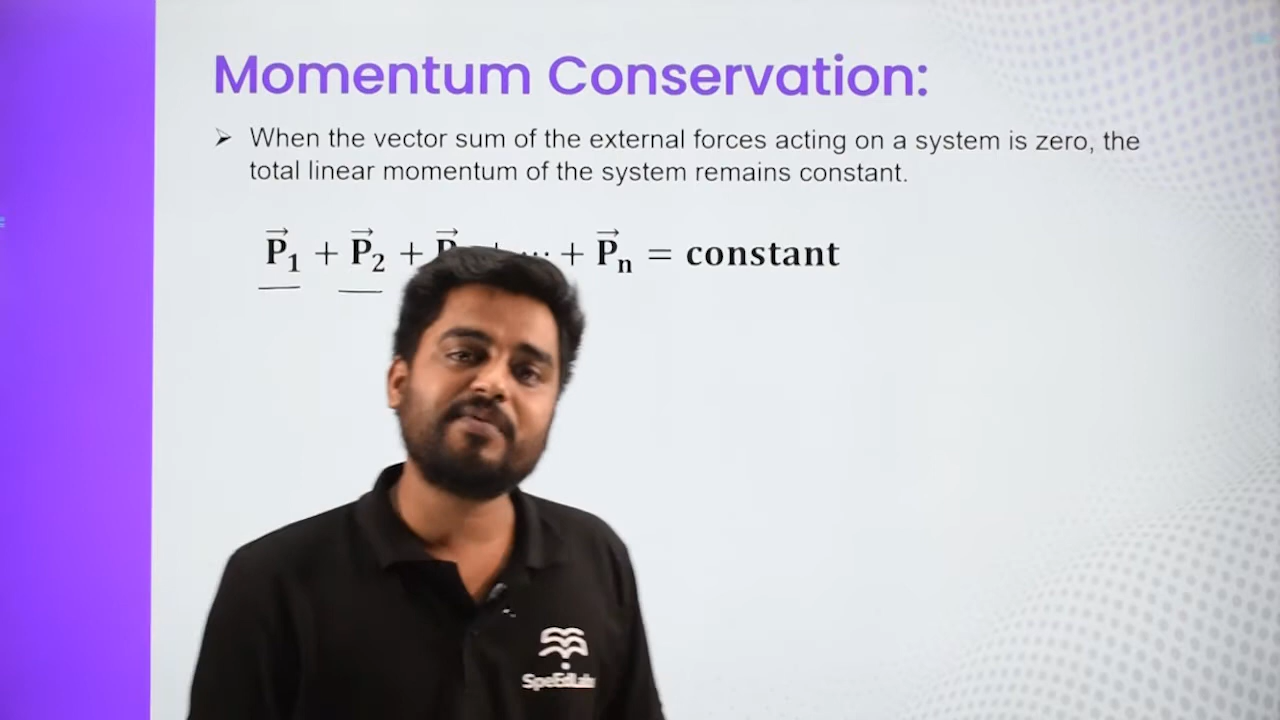 Momentum Conservation:
➢ When the vector sum of the external forces acting on a system is zero, the
total linear momentum of the system remains constant.
P⃗₁ + P⃗₂ + P⃗ + ⋯ + P⃗ₙ = constant
SpeEdLabs